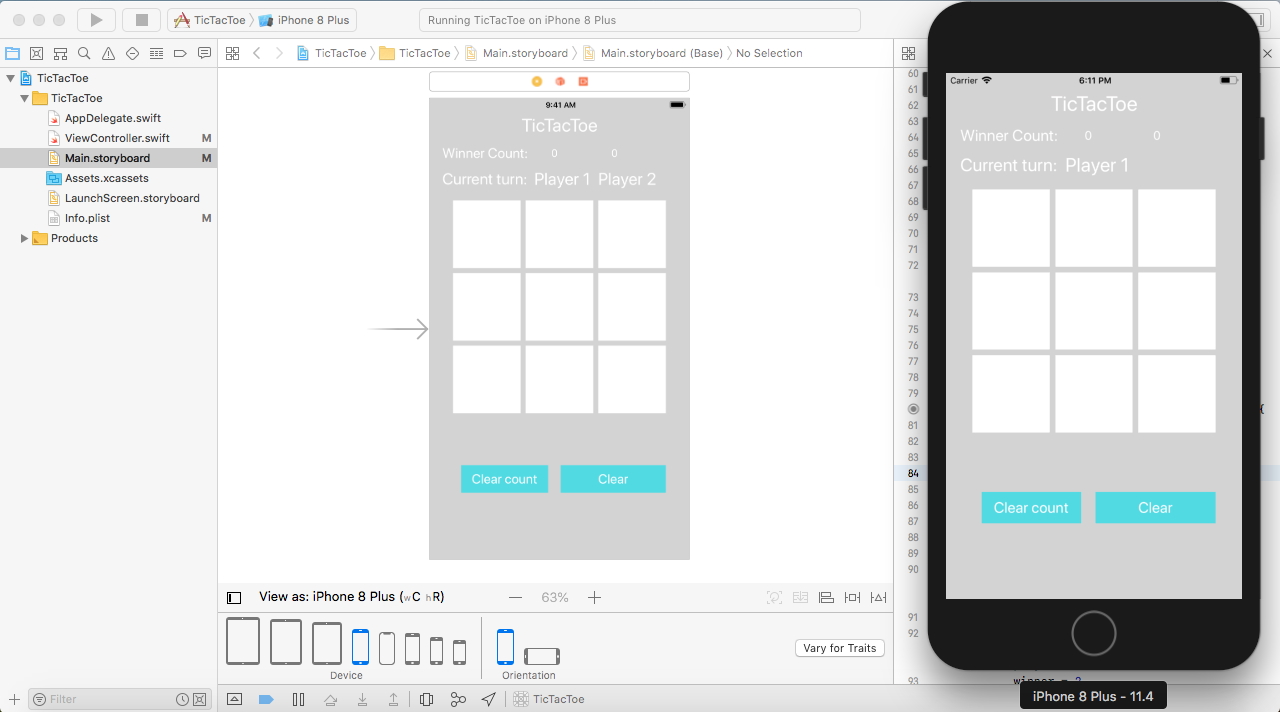 TicTacToe iPhone 8 Plus
Running TicTacToe on iPhone 8 Plus
TicTacToe TicTacToe Main.storyboard Main.storyboard (Base) No Selection
TicTacToe
TicTacToe
AppDelegate.swift
ViewController.swift M
Main.storyboard M
Assets.xcassets
LaunchScreen.storyboard
Info.plist M
Products
9:41 AM
TicTacToe
Winner Count: 0 0
Current turn: Player 1 Player 2
Clear count Clear
View as: iPhone 8 Plus (wC hR)
63%
Device
Orientation
Vary for Traits
Filter
TicTacToe
60
61
62
63
64
65
66
67
68
69
70
71
72
73
74
75
76
77
78
79
{
81
82
83
84
85
86
87
88
89
90
91
92
93 winner = 2
Carrier 6:11 PM
TicTacToe
Winner Count: 0 0
Current turn: Player 1
Clear count Clear
iPhone 8 Plus - 11.4